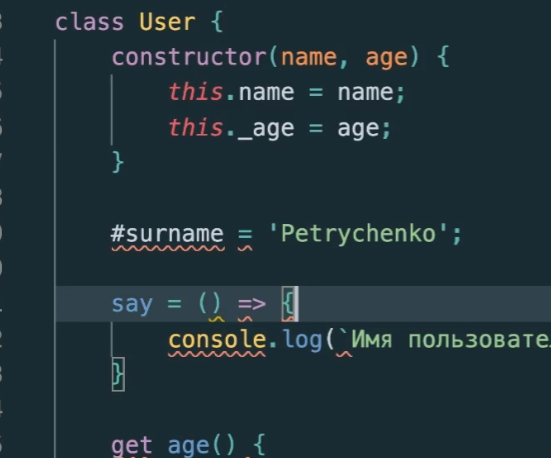 class User {
constructor(name, age) {
this.name = name;
this._age = age;
}
#surname = 'Petrychenko';
say = () => {
console.log(`Имя
}
get age() {